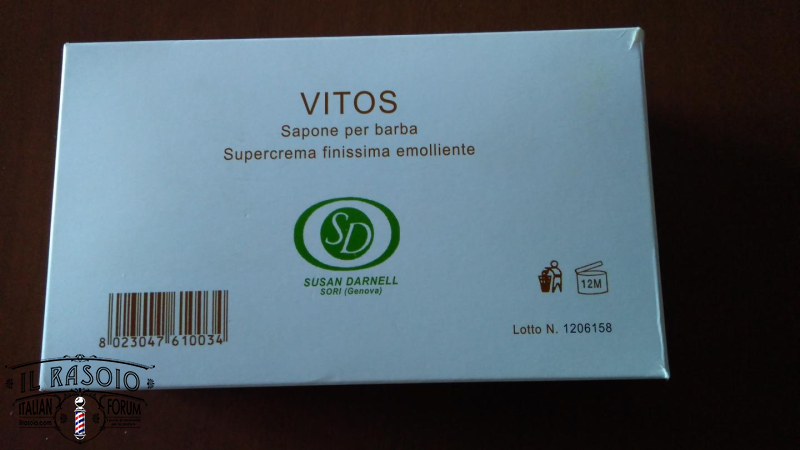 VITOS
Sapone per barba
Supercrema finissima emolliente
SD
SUSAN DARNELL
SORI (Genova)
12M
8 023047 610034
Lotto N. 1206158
IL RASOIO
ITALIAN FORUM